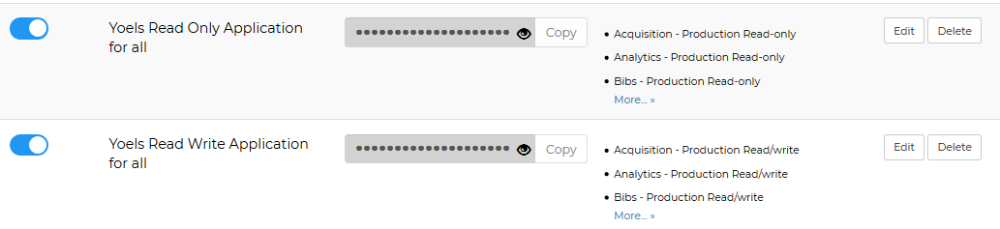 Yoels Read Only Application
for all
••••••••••••••••••••
Copy
• Acquisition - Production Read-only
• Analytics - Production Read-only
• Bibs - Production Read-only
More... »
Edit
Delete
Yoels Read Write Application
for all
••••••••••••••••••••
Copy
• Acquisition - Production Read/write
• Analytics - Production Read/write
• Bibs - Production Read/write
More... »
Edit
Delete